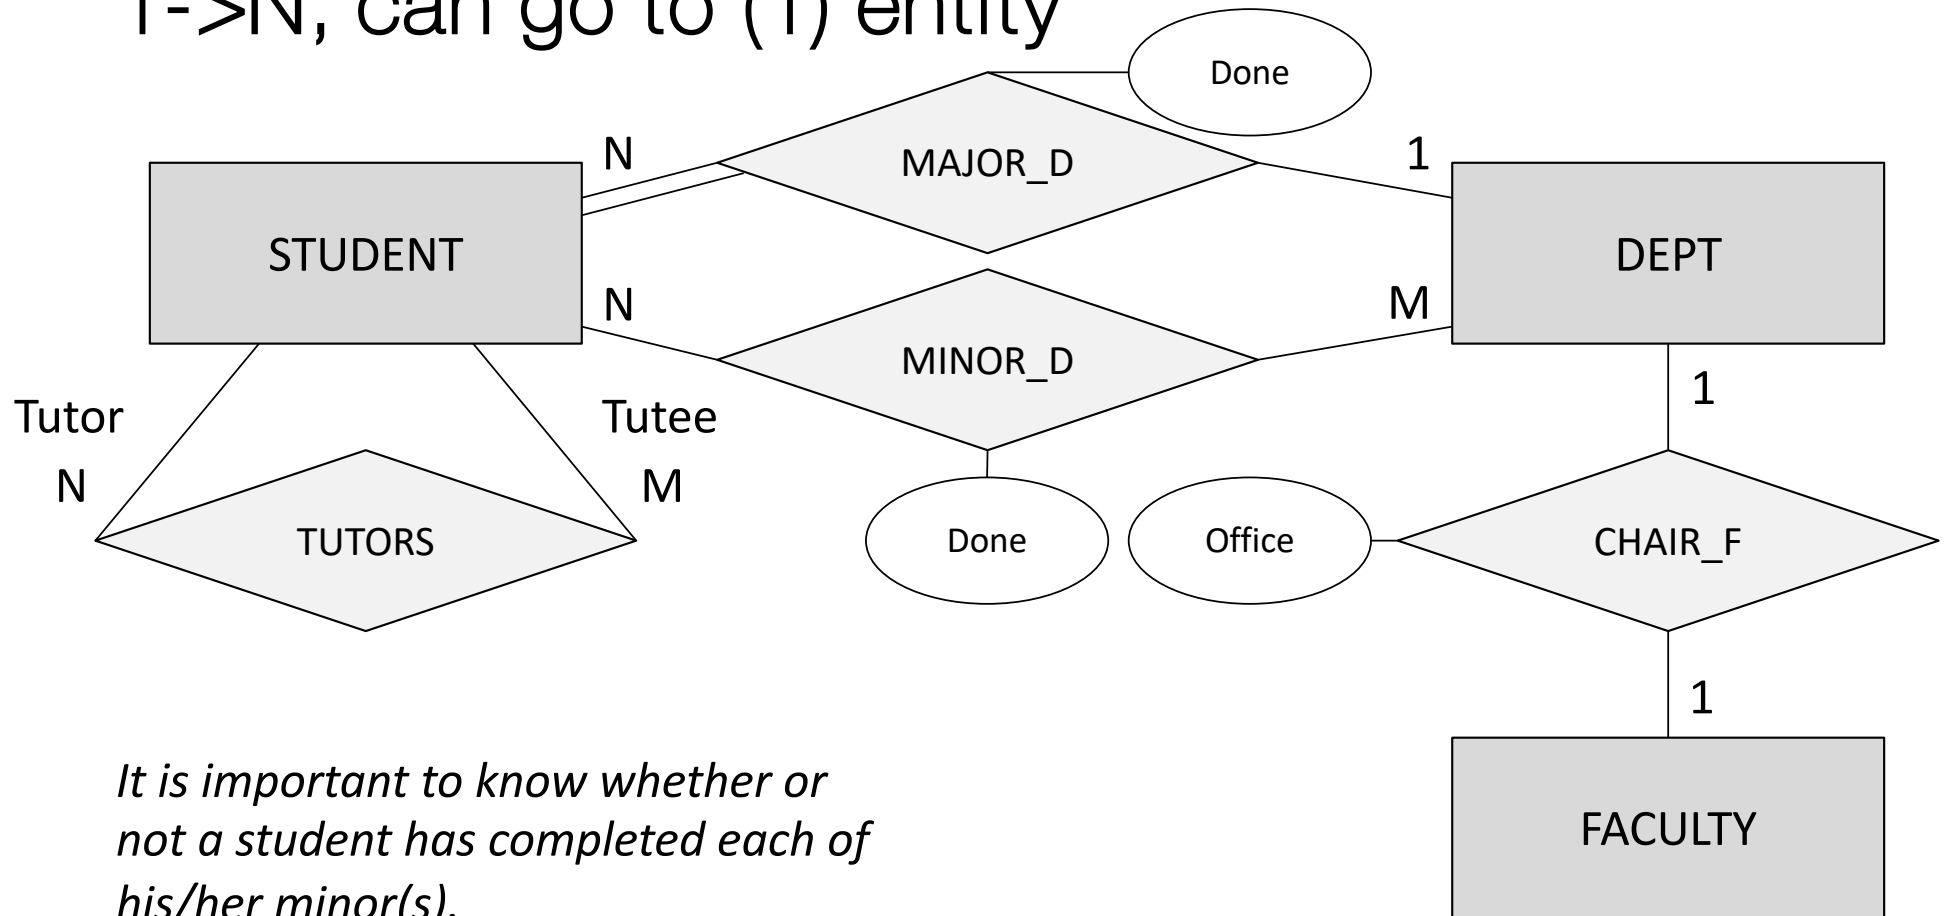 1->N, can go to (1) entity
Done
N
MAJOR_D
1
STUDENT
DEPT
N
M
MINOR_D
1
Tutor
Tutee
N
M
TUTORS
Done
Office
CHAIR_F
1
It is important to know whether or
not a student has completed each of
his/her minor(s).
FACULTY